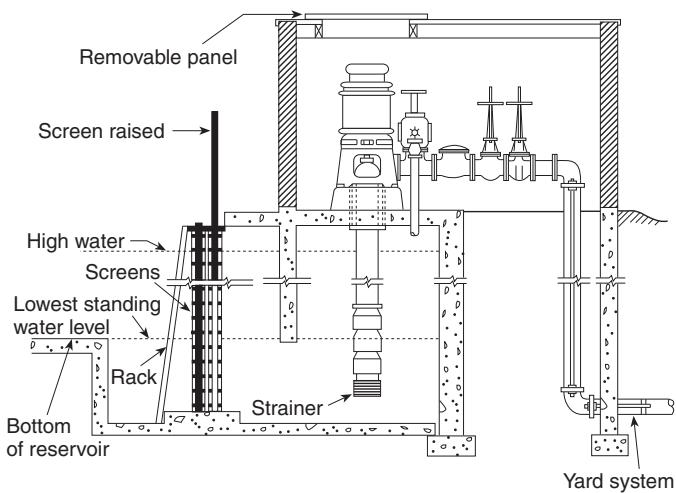 Removable panel
Screen raised
High water
Screens
Lowest standing
water level
Rack
Strainer
Bottom
of reservoir
Yard system